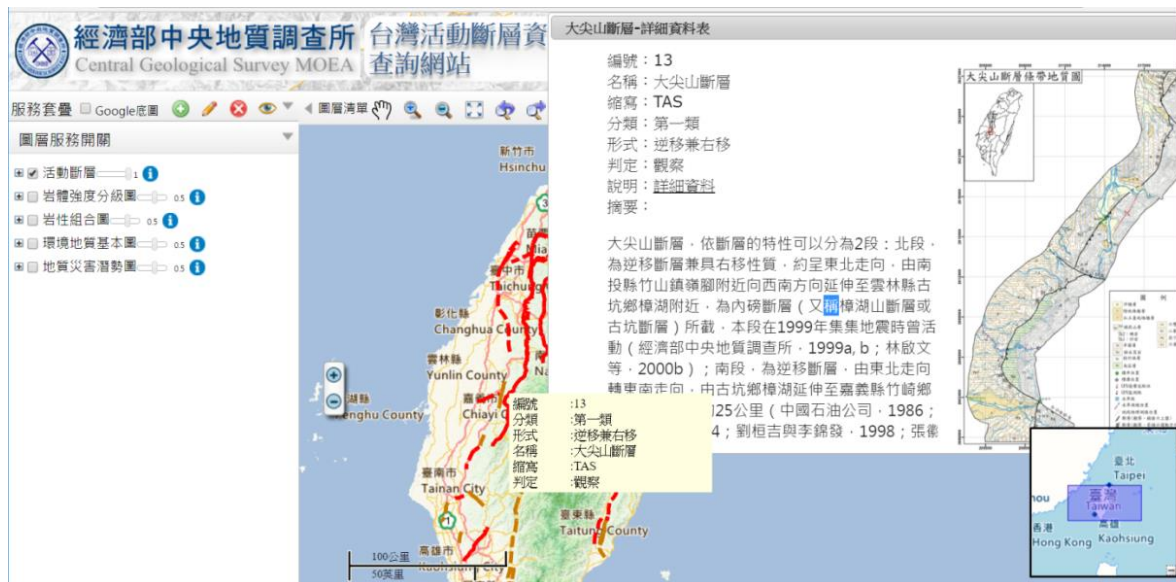 經濟部中央地質調查所
Central Geological Survey MOEA
台灣活動斷層資
查詢網站
服務套疊 Google底圖 圖層清單
圖層服務開關
活動斷層 1
岩體強度分級圖 0.5
岩性組合圖 0.5
環境地質基本圖 0.5
地質災害潛勢圖 0.5
新竹市
Hsinchu
3
苗
Mia
臺中市
Taichung
彰化縣
Changhua County
南
Na
雲林縣
Yunlin County
湖縣
enghu County
嘉義市
Chiayi C
臺南市
Tainan City
1
臺東縣
Taitung County
高雄市
Kaohsiung City
100公里
50英里
編號 :13
分類 :第一類
形式 :逆移兼右移
名稱 :大尖山斷層
縮寫 :TAS
判定 :觀察
大尖山斷層-詳細資料表
編號：13
名稱：大尖山斷層
縮寫：TAS
分類：第一類
形式：逆移兼右移
判定：觀察
說明：詳細資料
摘要：
大尖山斷層，依斷層的特性可以分為2段：北段，
為逆移斷層兼具右移性質，約呈東北走向，由南
投縣竹山鎮嶺腳附近向西南方向延伸至雲林縣古
坑鄉樟湖附近，為內磅斷層（又稱樟湖山斷層或
古坑斷層）所截，本段在1999年集集地震時曾活
動（經濟部中央地質調查所，1999a, b；林啟文
等，2000b）；南段，為逆移斷層，由東北走向
轉東南走向，由古坑鄉樟湖延伸至嘉義縣竹崎鄉
25公里（中國石油公司，1986；
4；劉桓吉與李錦發，1998；張徽
大尖山斷層條帶地質圖
圖 例
臺北
Taipei
hou
臺灣
Taiwan
香港
Hong Kong
高雄
Kaohsiung